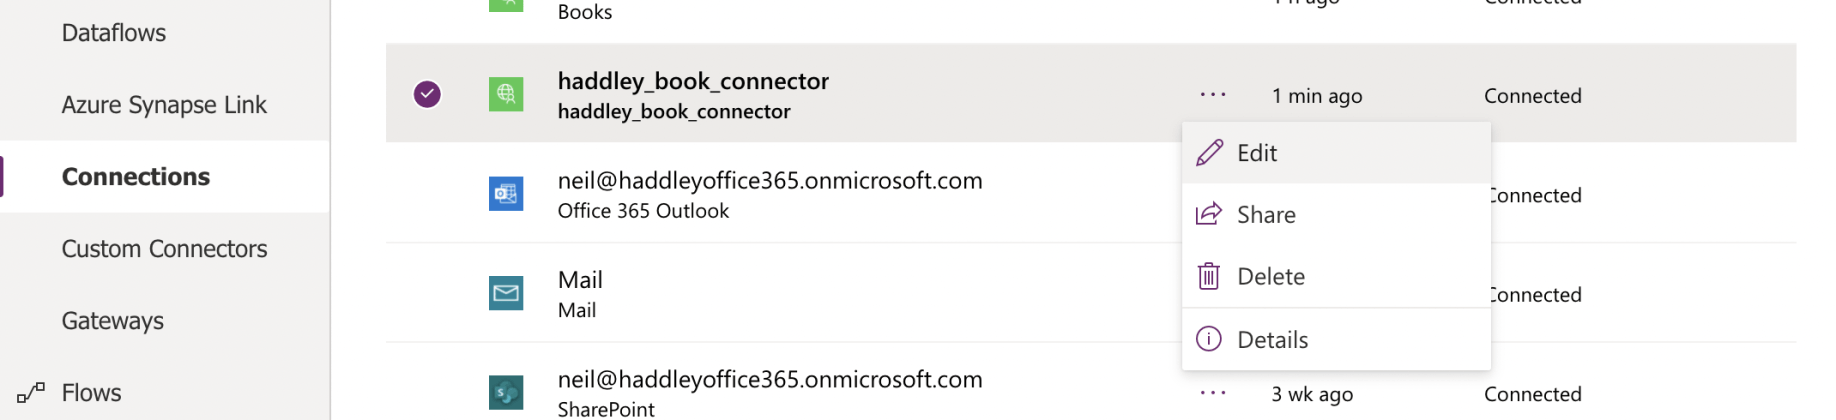 Dataflows
Azure Synapse Link
Connections
Custom Connectors
Gateways
Flows
Books
haddley_book_connector
haddley_book_connector
1 min ago
Connected
neil@haddleyoffice365.onmicrosoft.com
Office 365 Outlook
Connected
Mail
Mail
Connected
neil@haddleyoffice365.onmicrosoft.com
SharePoint
3 wk ago
Connected
Edit
Share
Delete
Details